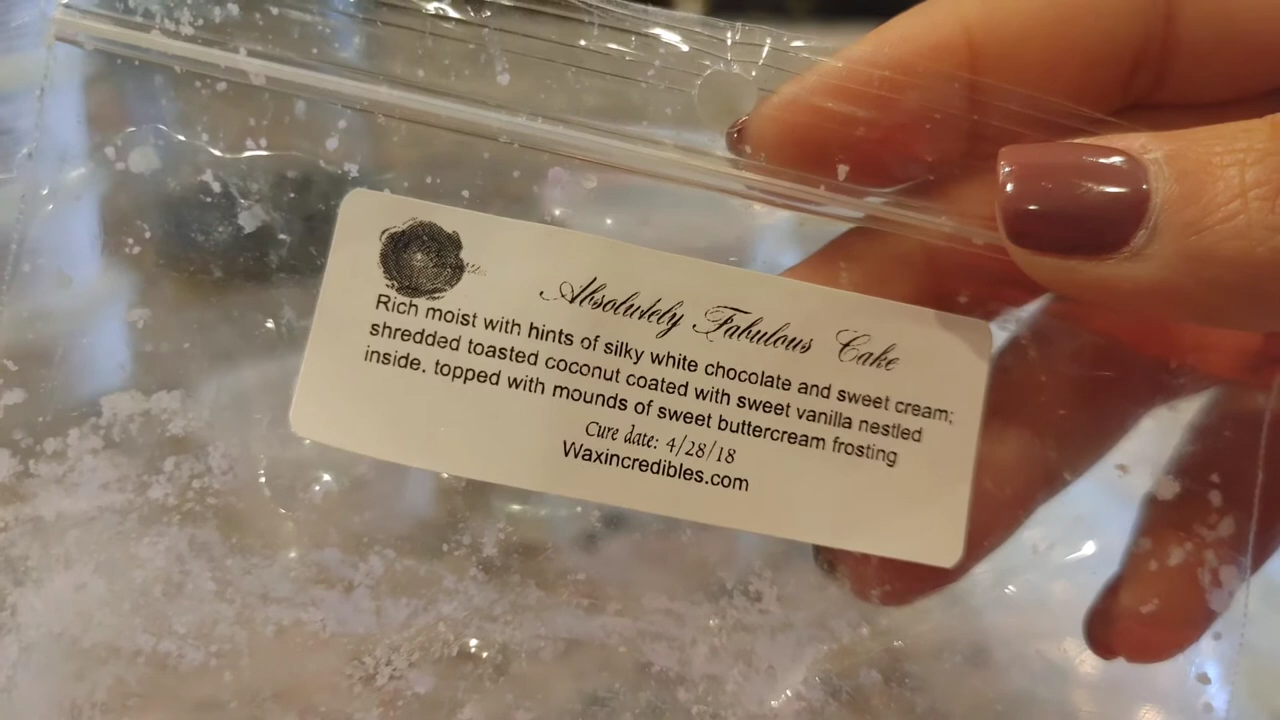 Absolutely Fabulous Cake
Rich moist with hints of silky white chocolate and sweet cream;
shredded toasted coconut coated with sweet vanilla nestled
inside. topped with mounds of sweet buttercream frosting
Cure date: 4/28/18
Waxincredibles.com